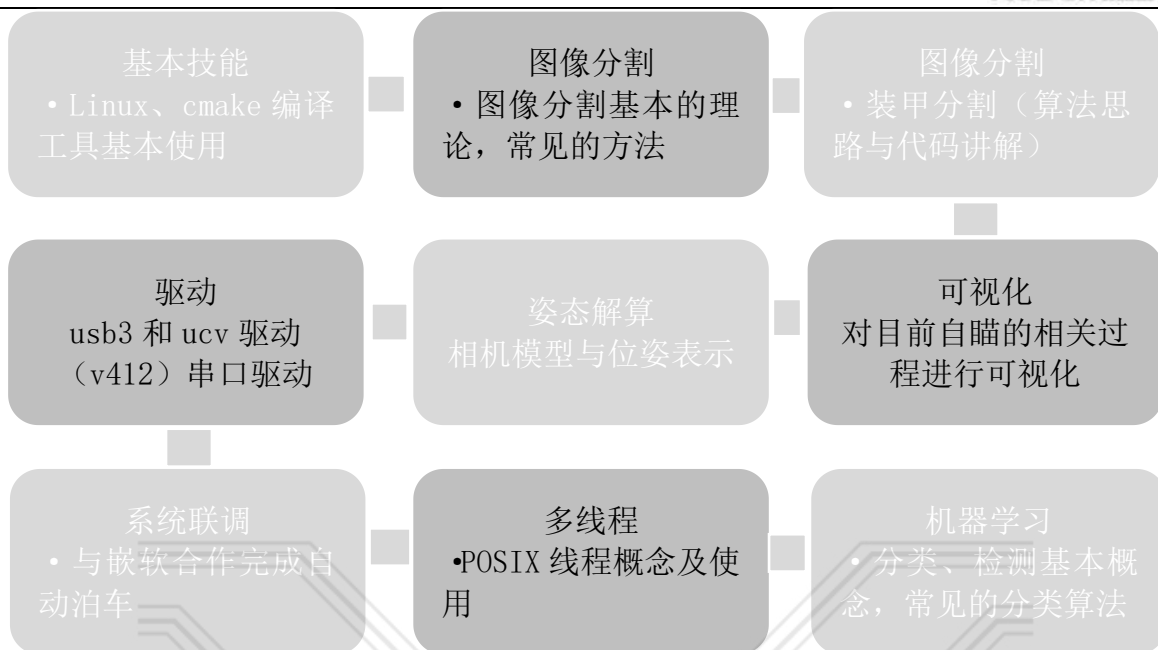 基本技能
•Linux、cmake 编译
工具基本使用
图像分割
•图像分割基本的理
论，常见的方法
图像分割
•装甲分割（算法思
路与代码讲解）
可视化
对目前自瞄的相关过
程进行可视化
姿态解算
相机模型与位姿表示
驱动
usb3 和 ucv 驱动
（v412）串口驱动
系统联调
•与嵌软合作完成自
动泊车
多线程
•POSIX 线程概念及使
用
机器学习
•分类、检测基本概
念，常见的分类算法